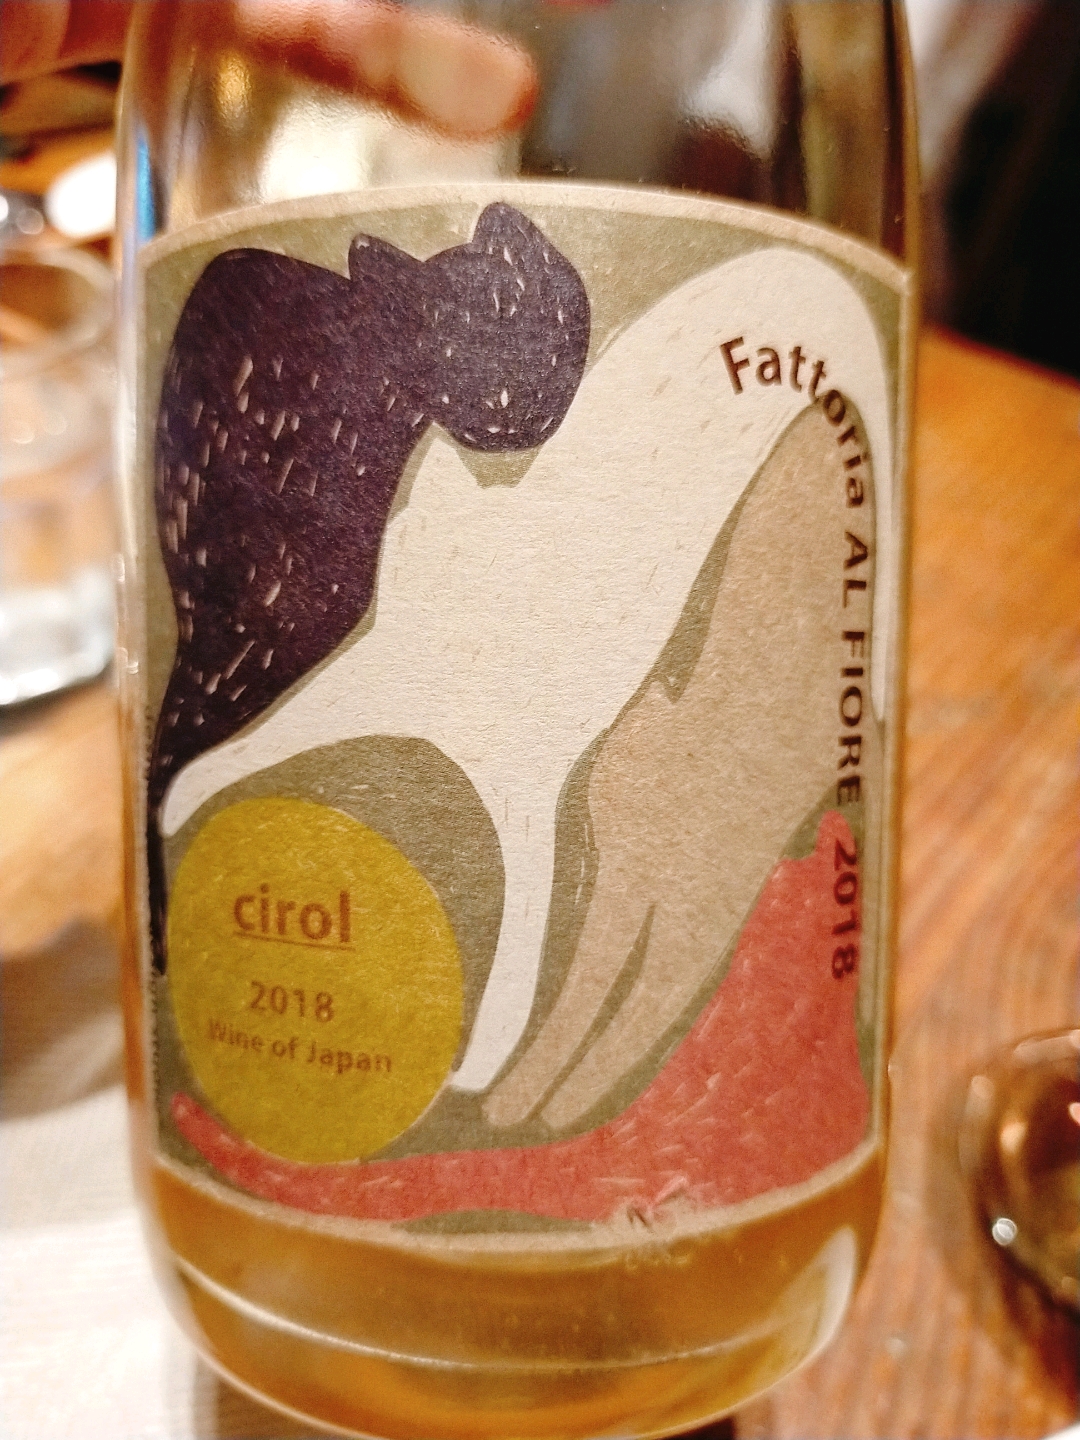 Fattoria AL FIORE 2018
cirol
2018
Wine of Japan